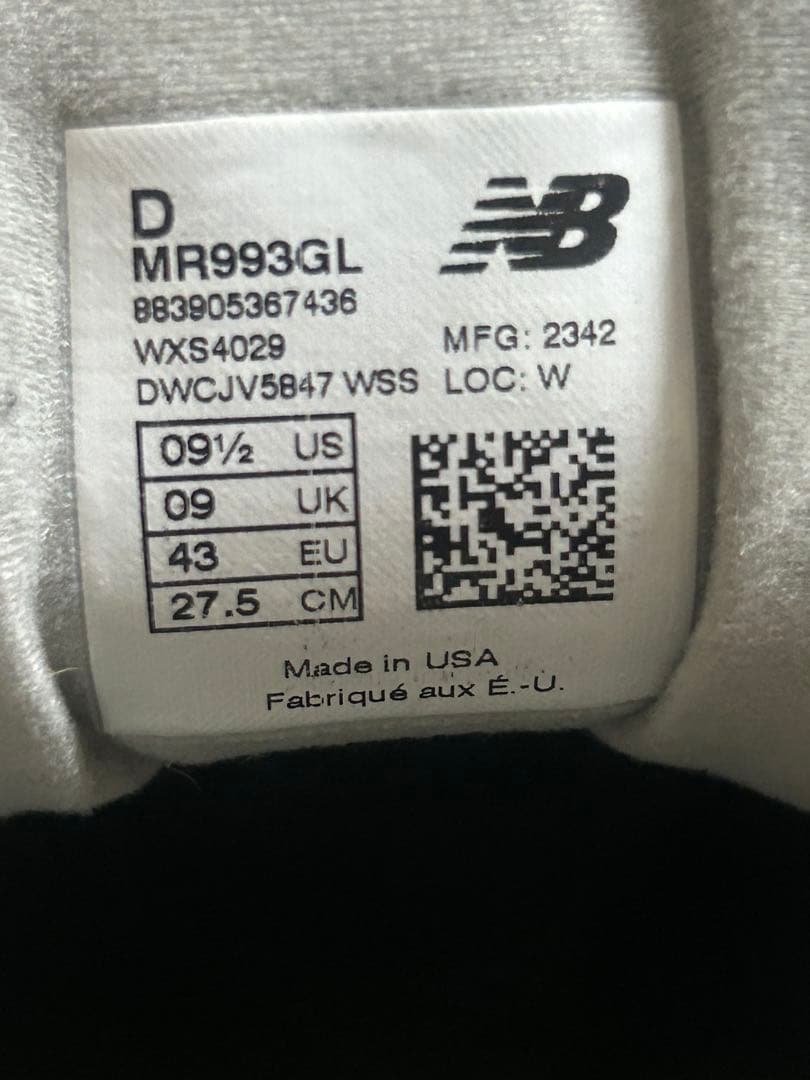 D
NB
MR993GL
883905367436
WXS4029
MFG: 2342
DWCJV5847 WSS LOC: W
09½ US
09 UK
43 EU
27.5 CM
Made in USA
Fabriqué aux É.-U.